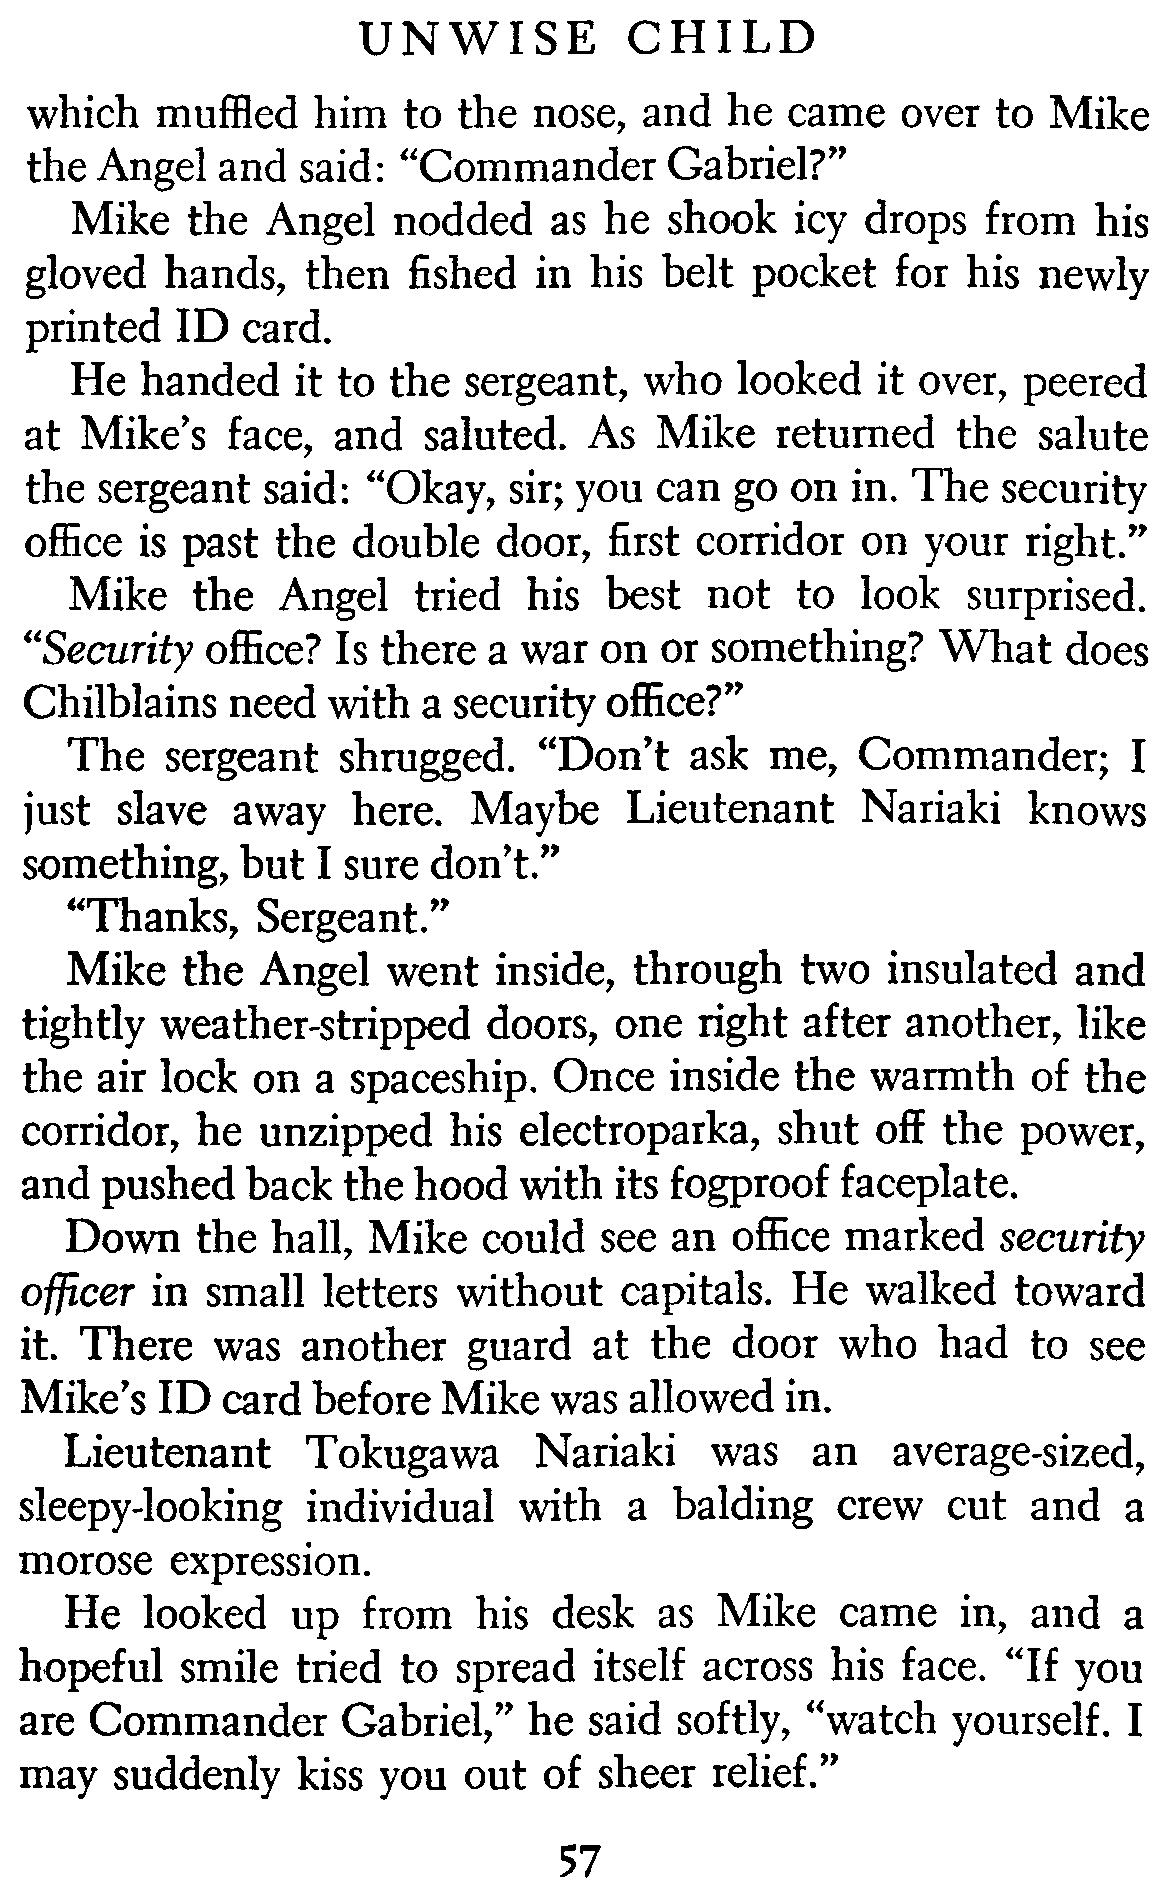 UNWISE CHILD
which muffled him to the nose, and he came over to Mike
the Angel and said: “Commander Gabriel?”
Mike the Angel nodded as he shook icy drops from his
gloved hands, then fished in his belt pocket for his newly
printed ID card.
He handed it to the sergeant, who looked it over, peered
at Mike’s face, and saluted. As Mike returned the salute
the sergeant said: “Okay, sir; you can go on in. The security
office is past the double door, first corridor on your right.”
Mike the Angel tried his best not to look surprised.
“Security office? Is there a war on or something? What does
Chilblains need with a security office?”
The sergeant shrugged. “Don’t ask me, Commander; I
just slave away here. Maybe Lieutenant Nariaki knows
something, but I sure don’t.”
“Thanks, Sergeant.”
Mike the Angel went inside, through two insulated and
tightly weather-stripped doors, one right after another, like
the air lock on a spaceship. Once inside the warmth of the
corridor, he unzipped his electroparka, shut off the power,
and pushed back the hood with its fogproof faceplate.
Down the hall, Mike could see an office marked security
officer in small letters without capitals. He walked toward
it. There was another guard at the door who had to see
Mike’s ID card before Mike was allowed in.
Lieutenant Tokugawa Nariaki was an average-sized,
sleepy-looking individual with a balding crew cut and a
morose expression.
He looked up from his desk as Mike came in, and a
hopeful smile tried to spread itself across his face. “If you
are Commander Gabriel,” he said softly, “watch yourself. I
may suddenly kiss you out of sheer relief.”
57